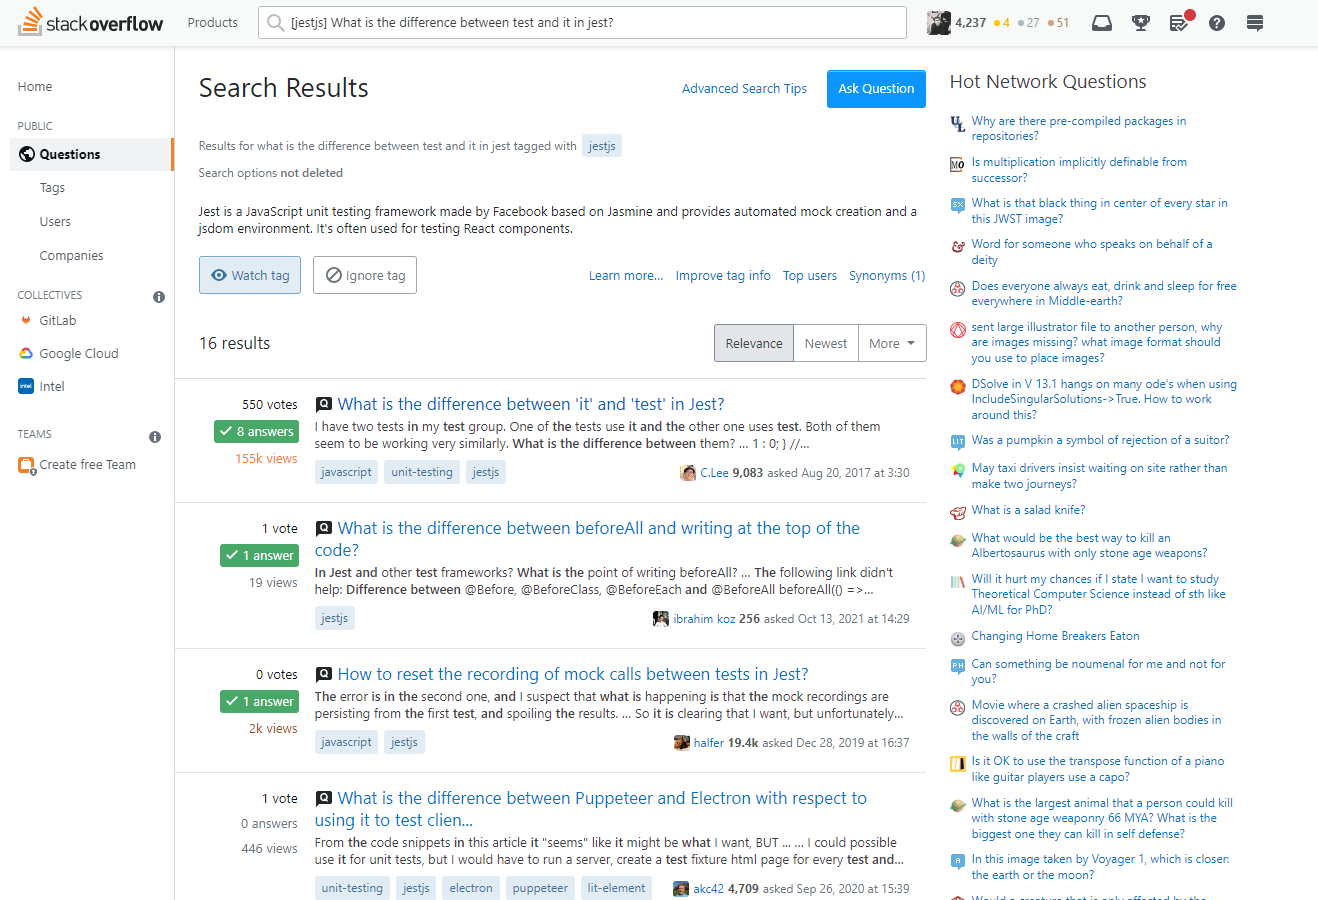 stack overflow
Products
[jestjs] What is the difference between test and it in jest?
4,237 4 27 51
Home
PUBLIC
Questions
Tags
Users
Companies
COLLECTIVES
GitLab
Google Cloud
Intel
TEAMS
Create free Team
Search Results
Advanced Search Tips
Ask Question
Results for what is the difference between test and it in jest tagged with jestjs
Search options not deleted
Jest is a JavaScript unit testing framework made by Facebook based on Jasmine and provides automated mock creation and a
jsdom environment. It's often used for testing React components.
Watch tag
Ignore tag
Learn more... Improve tag info Top users Synonyms (1)
16 results
Relevance Newest More
550 votes
8 answers
155k views
What is the difference between 'it' and 'test' in Jest?
I have two tests in my test group. One of the tests use it and the other one uses test. Both of them
seem to be working very similarly. What is the difference between them? ... 1 : 0; } //...
javascript unit-testing jestjs
C.Lee 9,083 asked Aug 20, 2017 at 3:30
1 vote
1 answer
19 views
What is the difference between beforeAll and writing at the top of the
code?
In Jest and other test frameworks? What is the point of writing beforeAll? ... The following link didn't
help: Difference between @Before, @BeforeClass, @BeforeEach and @BeforeAll beforeAll(() =>...
jestjs
ibrahim koz 256 asked Oct 13, 2021 at 14:29
0 votes
1 answer
2k views
How to reset the recording of mock calls between tests in Jest?
The error is in the second one, and I suspect that what is happening is that the mock recordings are
persisting from the first test, and spoiling the results. ... So it is clearing that I want, but unfortunately...
javascript jestjs
halfer 19.4k asked Dec 28, 2019 at 16:37
1 vote
0 answers
446 views
What is the difference between Puppeteer and Electron with respect to
using it to test clien...
From the code snippets in this article it "seems" like it might be what I want, BUT ... ... I could possible
use it for unit tests, but I would have to run a server, create a test fixture html page for every test and...
unit-testing jestjs electron puppeteer lit-element
akc42 4,709 asked Sep 26, 2020 at 15:39
Hot Network Questions
Why are there pre-compiled packages in
repositories?
Is multiplication implicitly definable from
successor?
What is that black thing in center of every star in
this JWST image?
Word for someone who speaks on behalf of a
deity
Does everyone always eat, drink and sleep for free
everywhere in Middle-earth?
sent large illustrator file to another person, why
are images missing? what image format should
you use to place images?
DSolve in V 13.1 hangs on many ode's when using
IncludeSingularSolutions->True. How to work
around this?
Was a pumpkin a symbol of rejection of a suitor?
May taxi drivers insist waiting on site rather than
make two journeys?
What is a salad knife?
What would be the best way to kill an
Albertosaurus with only stone age weapons?
Will it hurt my chances if I state I want to study
Theoretical Computer Science instead of sth like
AI/ML for PhD?
Changing Home Breakers Eaton
Can something be noumenal for me and not for
you?
Movie where a crashed alien spaceship is
discovered on Earth, with frozen alien bodies in
the walls of the craft
Is it OK to use the transpose function of a piano
like guitar players use a capo?
What is the largest animal that a person could kill
with stone age weaponry 66 MYA? What is the
biggest one they can kill in self defense?
In this image taken by Voyager 1, which is closer:
the earth or the moon?
Would a creature that is only affected by the